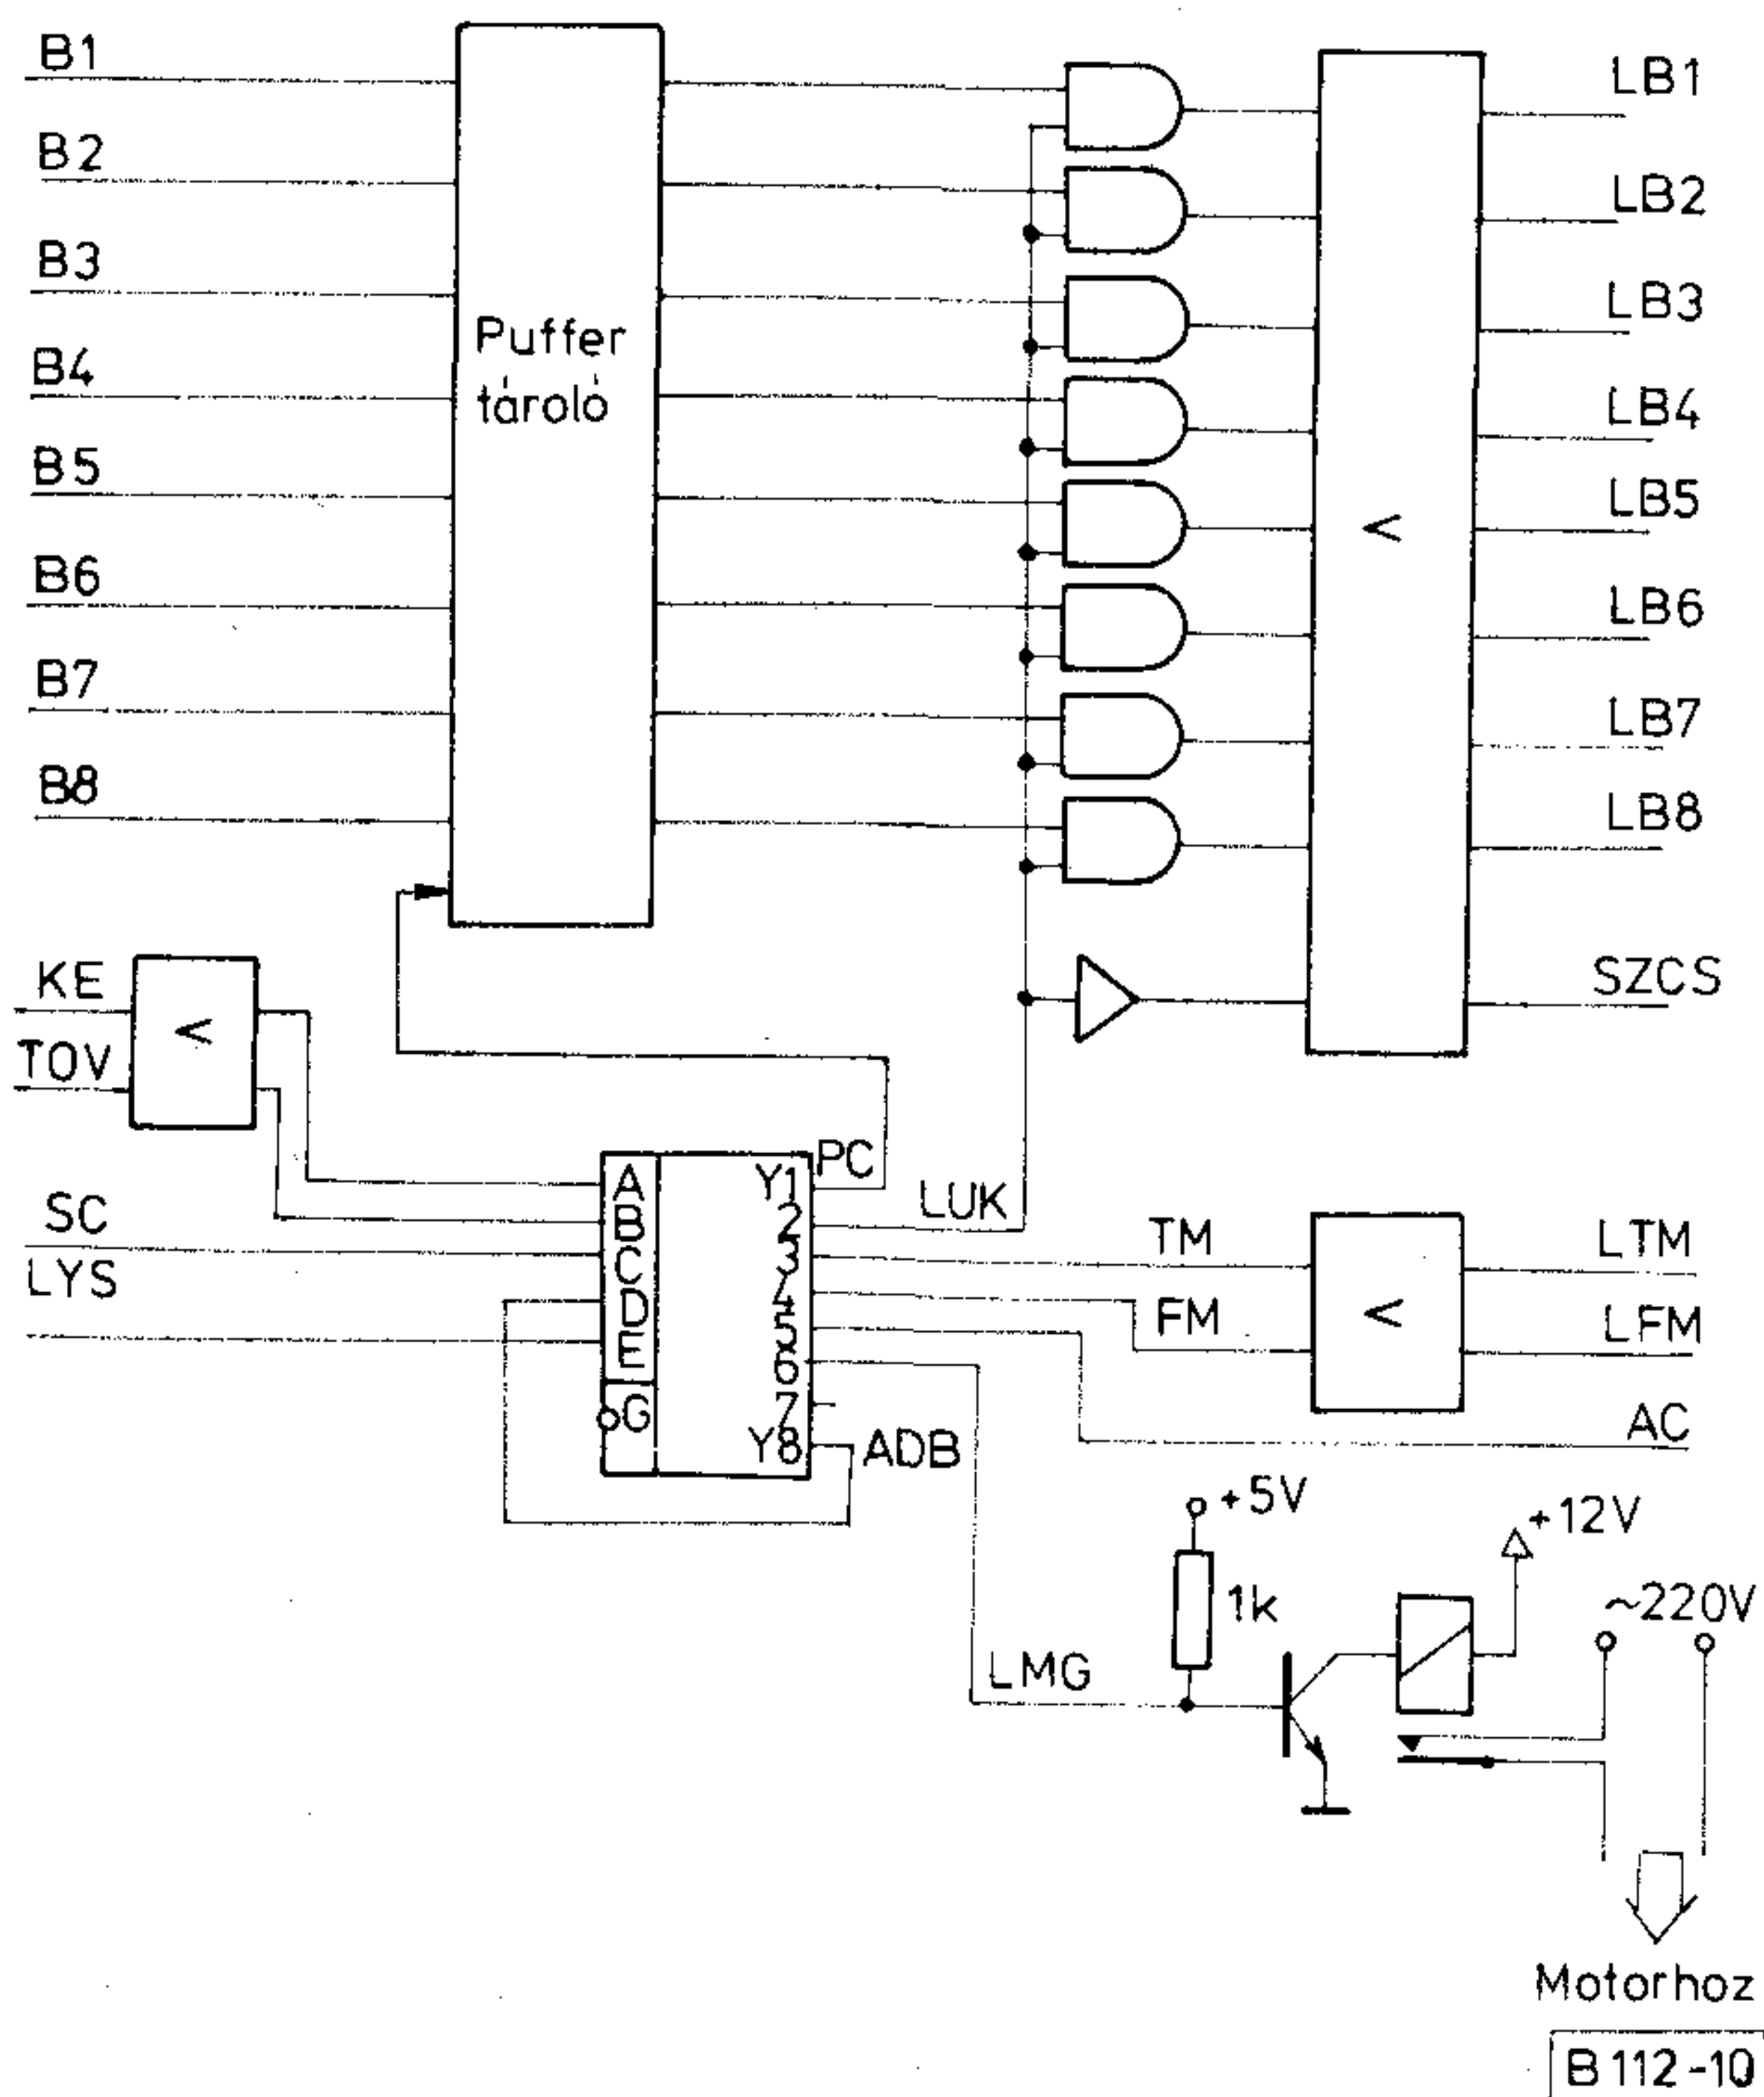 B1
B2
B3
B4
B5
B6
B7
B8
Puffer
tároló
<
LB1
LB2
LB3
LB4
LB5
LB6
LB7
LB8
SZCS
KE
TOV
<
SC
LYS
A
B
C
D
E
G
Y1
2
3
4
5
6
7
Y8
PC
LUK
ADB
TM
FM
<
LTM
LFM
AC
LMG
+5V
1k
+12V
~220V
Motorhoz
B112-10